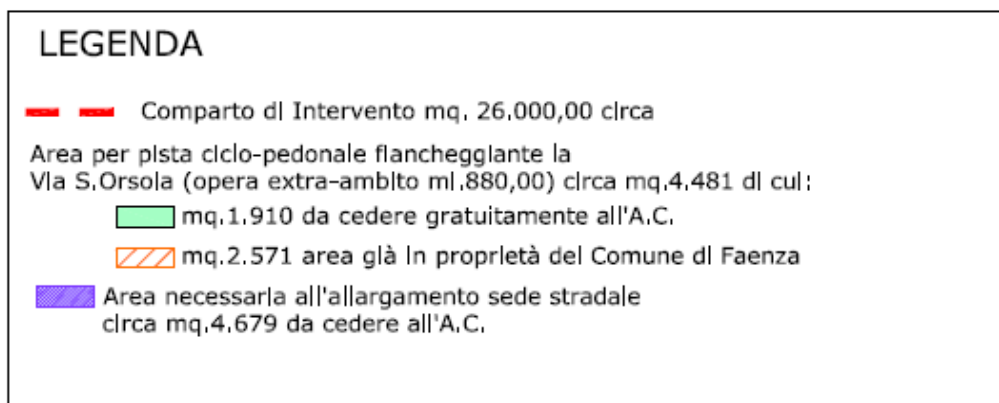 LEGENDA
Comparto di Intervento mq. 26.000,00 circa
Area per pista ciclo-pedonale fiancheggiante la
Via S.Orsola (opera extra-ambito ml.880,00) circa mq.4.481 di cui:
mq.1.910 da cedere gratuitamente all'A.C.
mq.2.571 area già in proprietà del Comune di Faenza
Area necessaria all'allargamento sede stradale
circa mq.4.679 da cedere all'A.C.